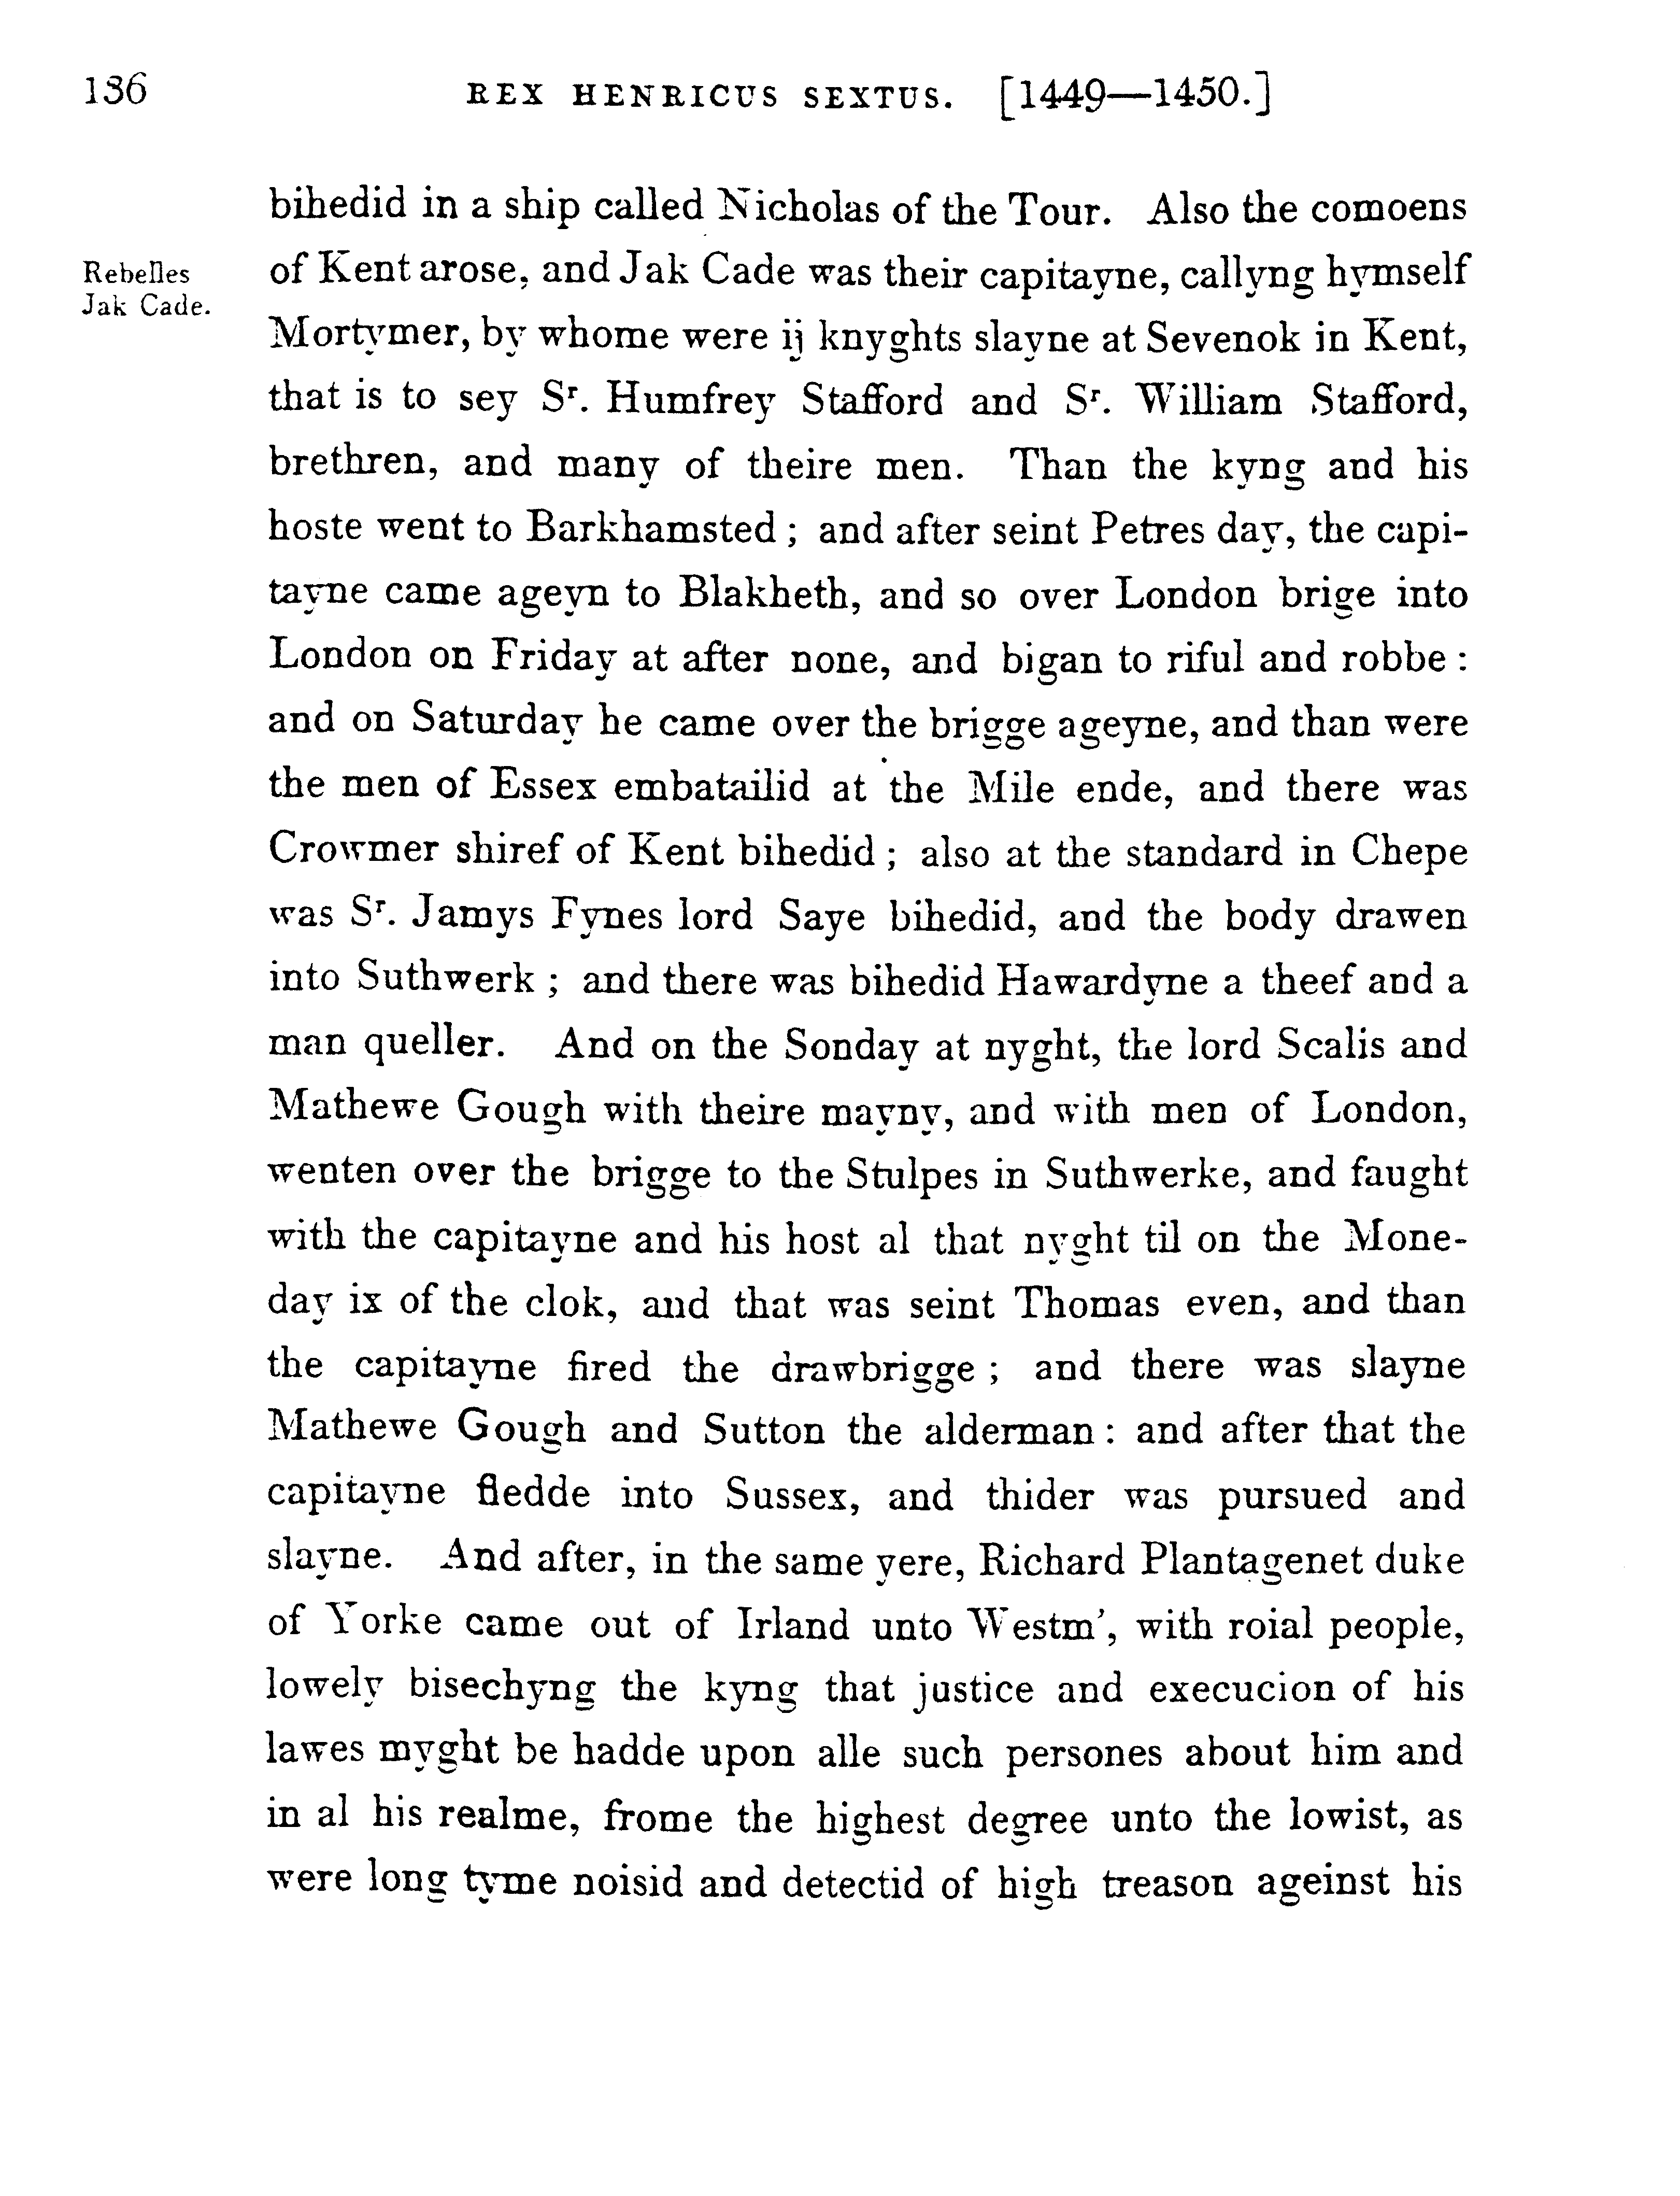 136 REX HENRICUS SEXTUS. [1449—1450.]
bihedid in a ship called Nicholas of the Tour. Also the comoens
Rebelles
Jak Cade.
of Kent arose, and Jak Cade was their capitayne, callyng hymself
Mortymer, by whome were ij knyghts slayne at Sevenok in Kent,
that is to sey Sʳ. Humfrey Stafford and Sʳ. William Stafford,
brethren, and many of theire men. Than the kyng and his
hoste went to Barkhamsted ; and after seint Petres day, the capi-
tayne came ageyn to Blakheth, and so over London brige into
London on Friday at after none, and bigan to riful and robbe :
and on Saturday he came over the brigge ageyne, and than were
the men of Essex embatailid at the Mile ende, and there was
Crowmer shiref of Kent bihedid ; also at the standard in Chepe
was Sʳ. Jamys Fynes lord Saye bihedid, and the body drawen
into Suthwerk ; and there was bihedid Hawardyne a theef and a
man queller. And on the Sonday at nyght, the lord Scalis and
Mathewe Gough with theire mayny, and with men of London,
wenten over the brigge to the Stulpes in Suthwerke, and faught
with the capitayne and his host al that nyght til on the Mone-
day ix of the clok, and that was seint Thomas even, and than
the capitayne fired the drawbrigge ; and there was slayne
Mathewe Gough and Sutton the alderman : and after that the
capitayne fledde into Sussex, and thider was pursued and
slayne. And after, in the same yere, Richard Plantagenet duke
of Yorke came out of Irland unto Westm’, with roial people,
lowely bisechyng the kyng that justice and execucion of his
lawes myght be hadde upon alle such persones about him and
in al his realme, frome the highest degree unto the lowist, as
were long tyme noisid and detectid of high treason ageinst his